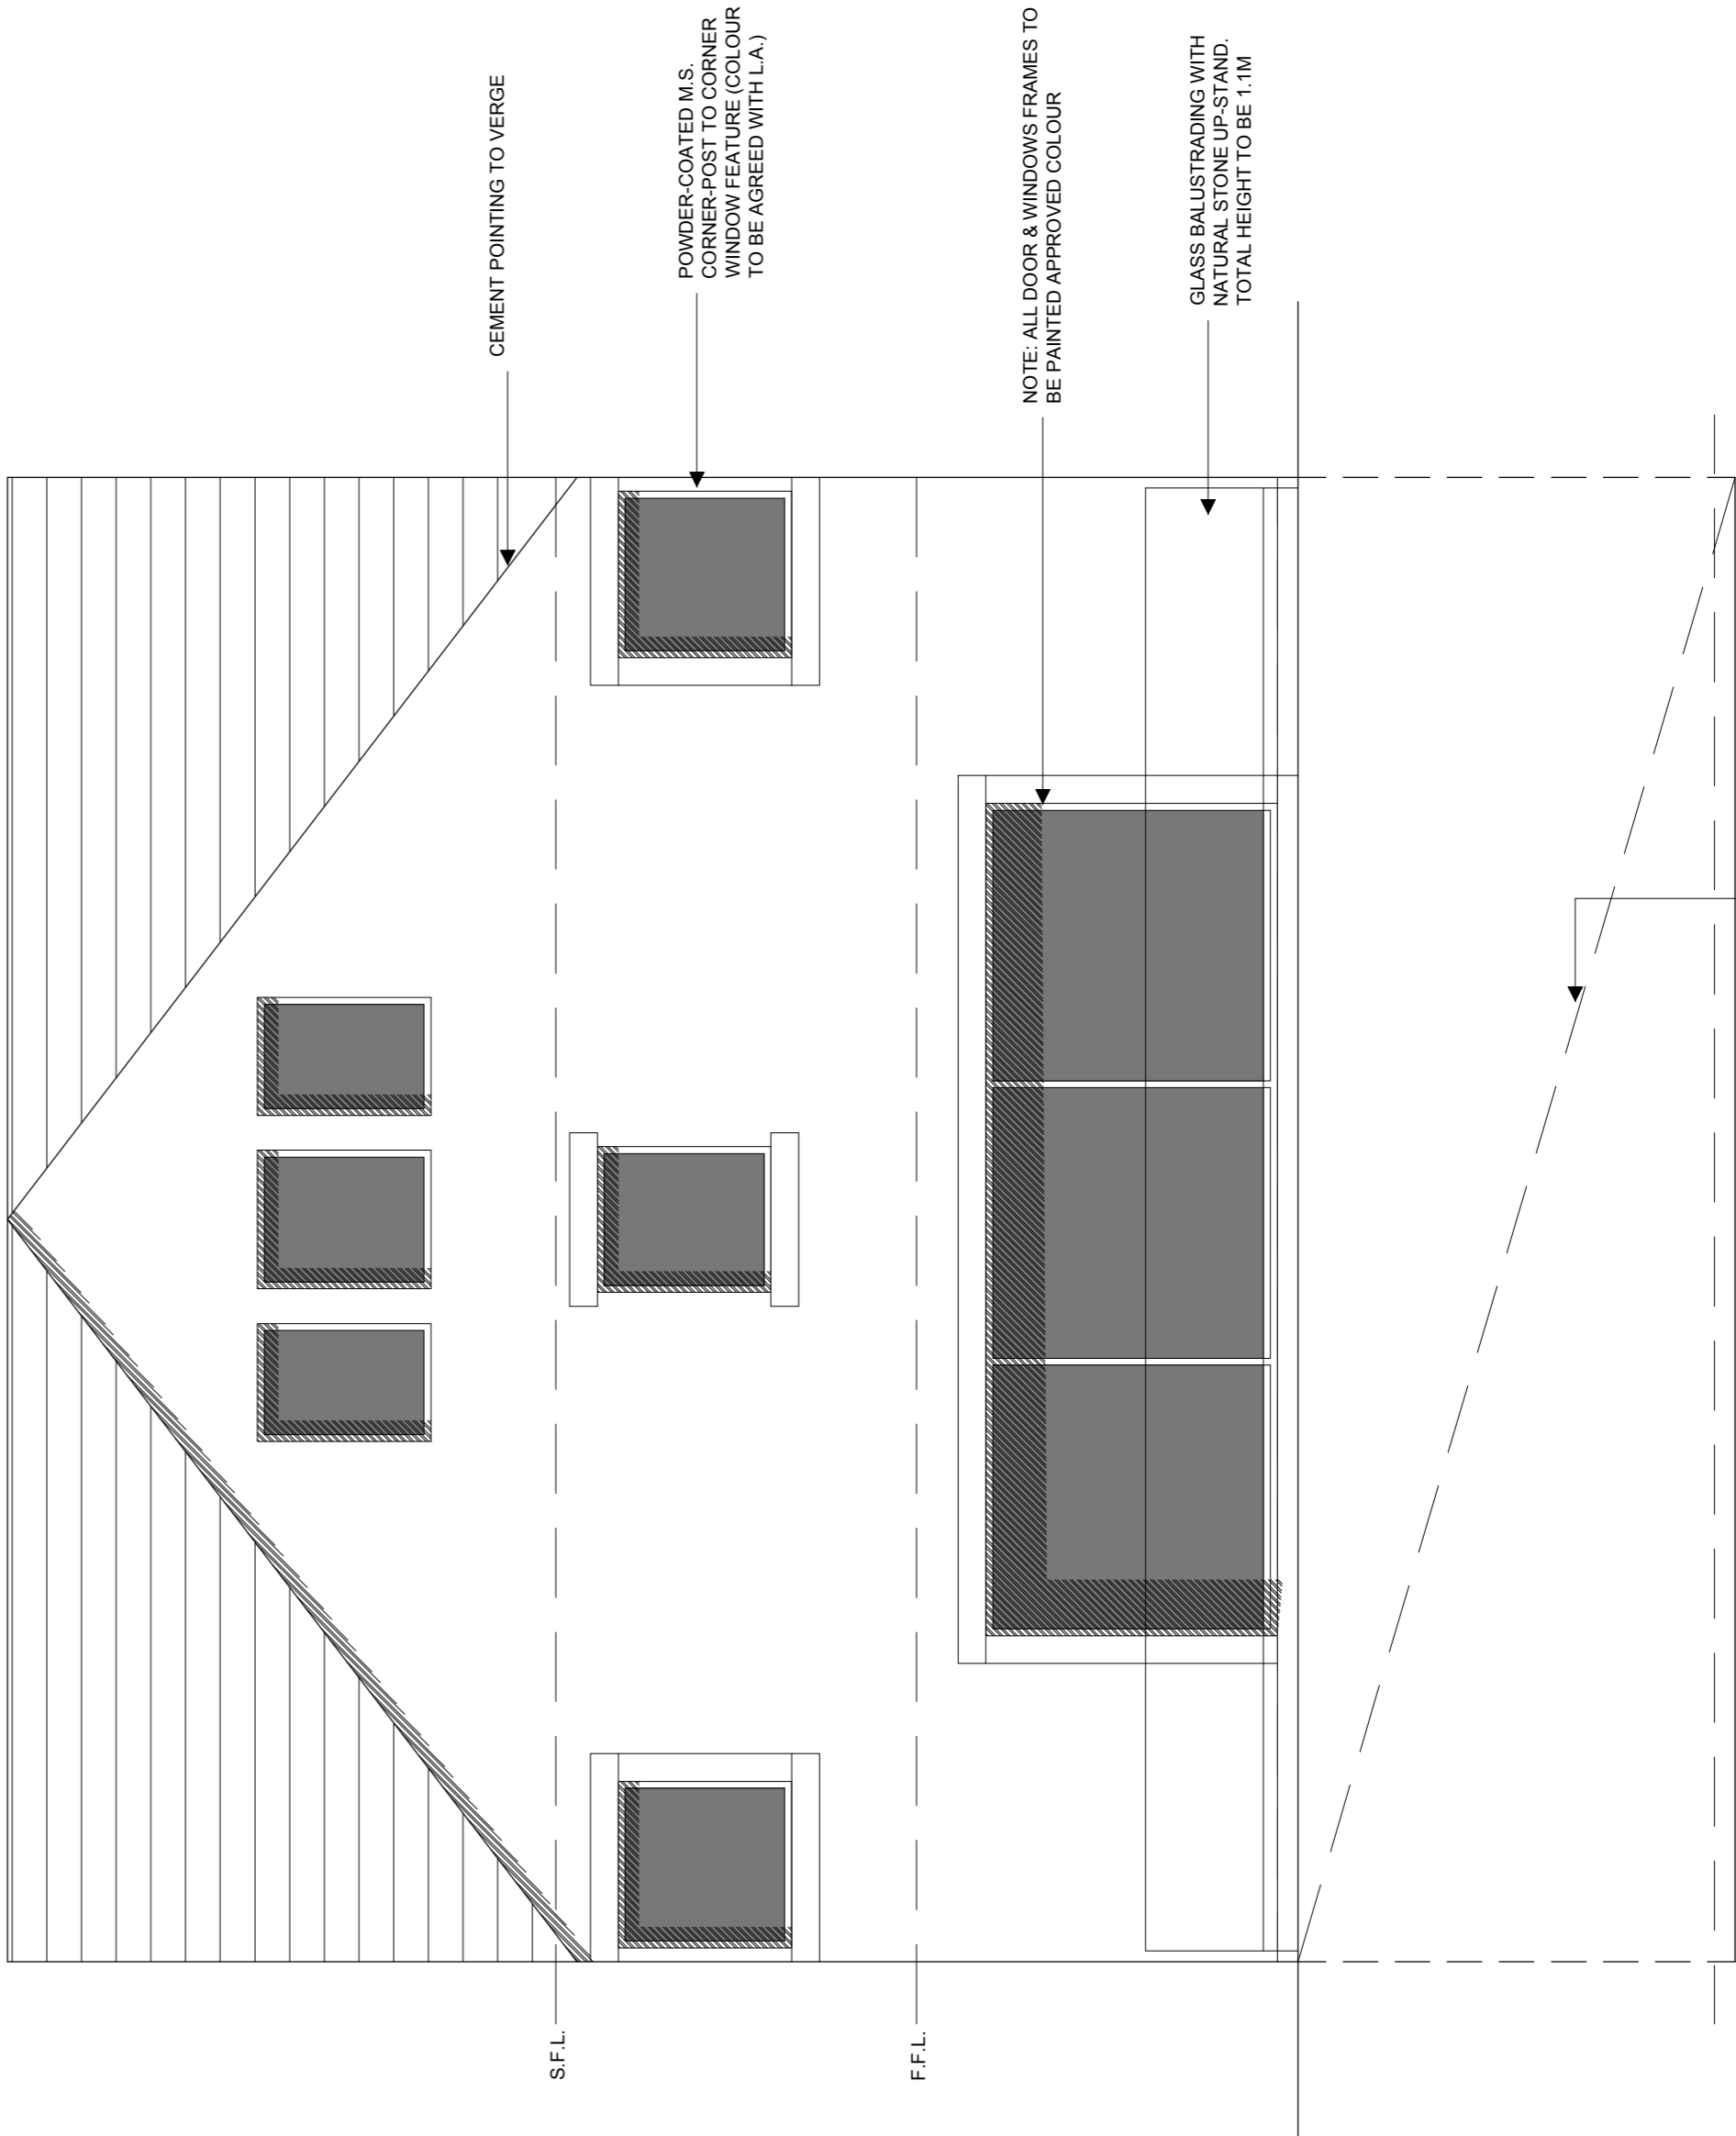 CEMENT POINTING TO VERGE
POWDER-COATED M.S.
CORNER-POST TO CORNER
WINDOW FEATURE (COLOUR
TO BE AGREED WITH L.A.)
NOTE: ALL DOOR & WINDOWS FRAMES TO
BE PAINTED APPROVED COLOUR
GLASS BALUSTRADING WITH
NATURAL STONE UP-STAND.
TOTAL HEIGHT TO BE 1.1M
S.F.L.
F.F.L.